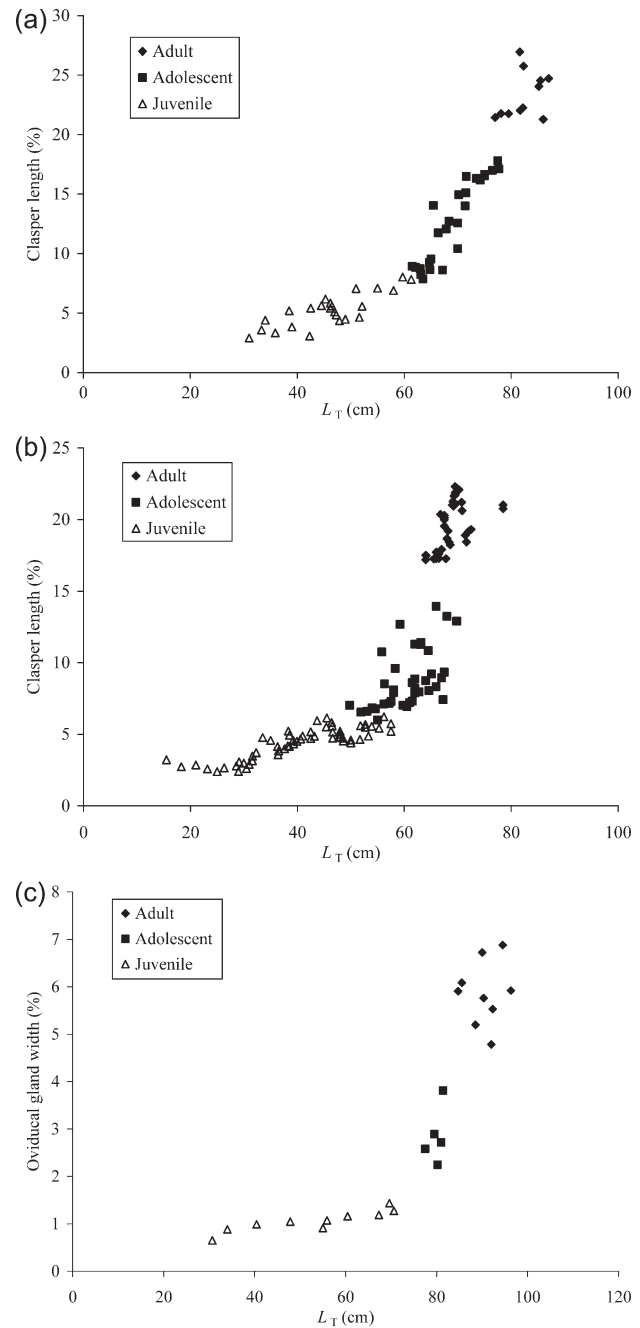 (a)
30
25
20
15
10
5
0
Clasper length (%)
Adult
Adolescent
Juvenile
0 20 40 60 80 100
L T (cm)
(b)
25
20
15
10
5
0
Clasper length (%)
Adult
Adolescent
Juvenile
0 20 40 60 80 100
L T (cm)
(c)
8
7
6
5
4
3
2
1
0
Oviducal gland width (%)
Adult
Adolescent
Juvenile
0 20 40 60 80 100 120
L T (cm)